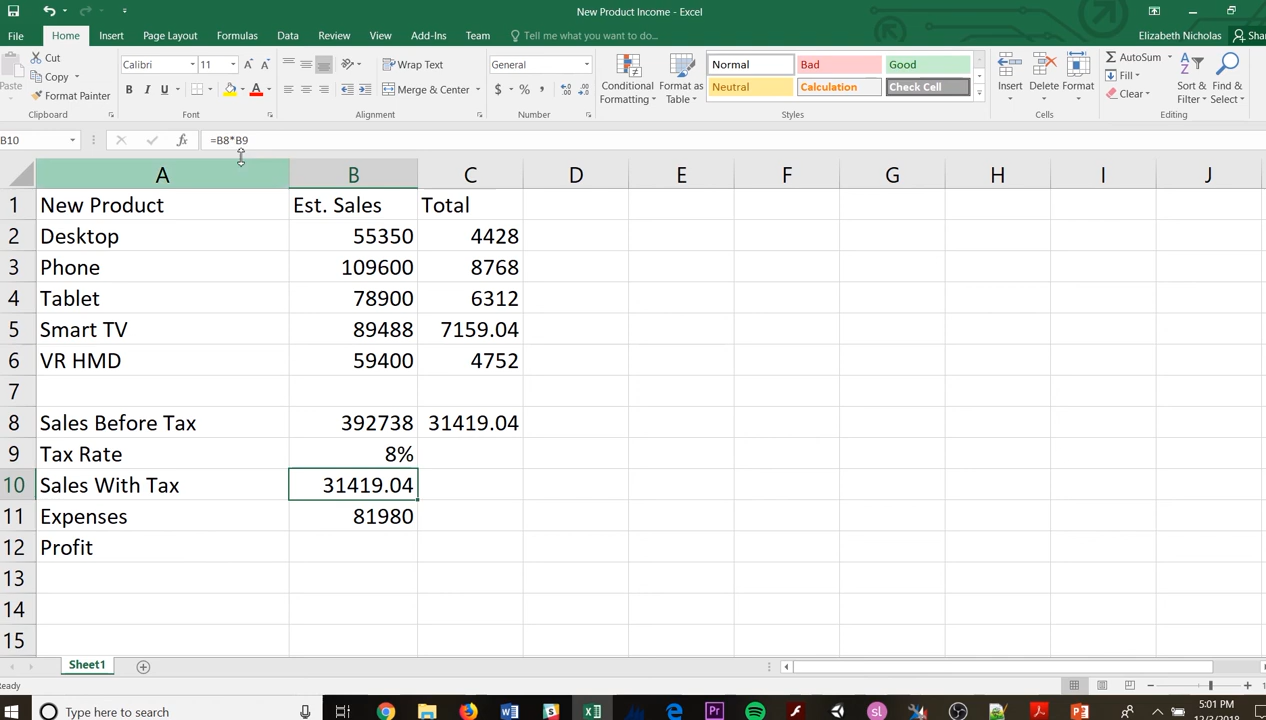 New Product Income - Excel
File Home Insert Page Layout Formulas Data Review View Add-Ins Team Tell me what you want to do... Elizabeth Nicholas Shar
Paste Cut Copy Format Painter Clipboard
Calibri 11 B I U A Font
Wrap Text Merge & Center Alignment
General $ % , Number
Conditional Formatting Format as Table Normal Bad Good Neutral Calculation Check Cell Styles
Insert Delete Format Cells
AutoSum Fill Clear Sort & Filter Find & Select Editing
B10 fx =B8*B9
A B C D E F G H I J
1 New Product Est. Sales Total
2 Desktop 55350 4428
3 Phone 109600 8768
4 Tablet 78900 6312
5 Smart TV 89488 7159.04
6 VR HMD 59400 4752
7
8 Sales Before Tax 392738 31419.04
9 Tax Rate 8%
10 Sales With Tax 31419.04
11 Expenses 81980
12 Profit
13
14
15
Sheet1
Ready
Type here to search 5:01 PM
12/3/2018